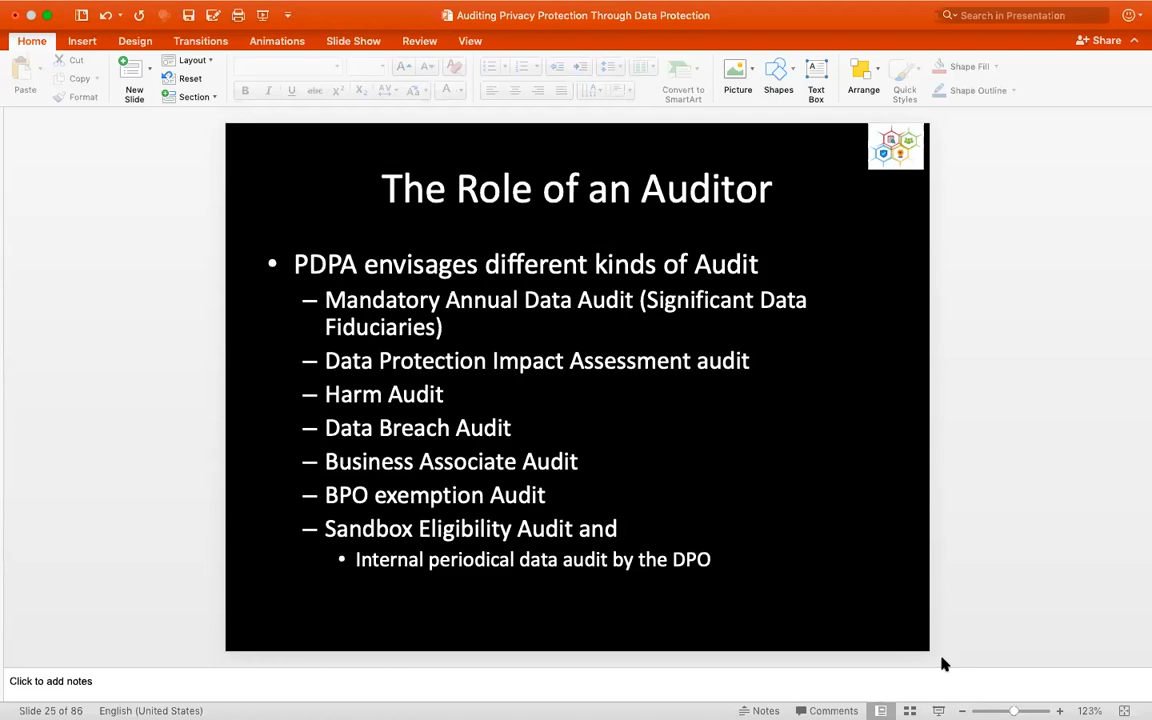 Auditing Privacy Protection Through Data Protection
Search in Presentation
Home Insert Design Transitions Animations Slide Show Review View
Share
Paste
Cut
Copy
Format
New
Slide
Layout
Reset
Section
B I U abc X² X₂ AV Aa A
Convert to
SmartArt
Picture
Shapes
Text
Box
Arrange
Quick
Styles
Shape Fill
Shape Outline
The Role of an Auditor
• PDPA envisages different kinds of Audit
– Mandatory Annual Data Audit (Significant Data
Fiduciaries)
– Data Protection Impact Assessment audit
– Harm Audit
– Data Breach Audit
– Business Associate Audit
– BPO exemption Audit
– Sandbox Eligibility Audit and
• Internal periodical data audit by the DPO
Click to add notes
Slide 25 of 86 English (United States) Notes Comments 123%